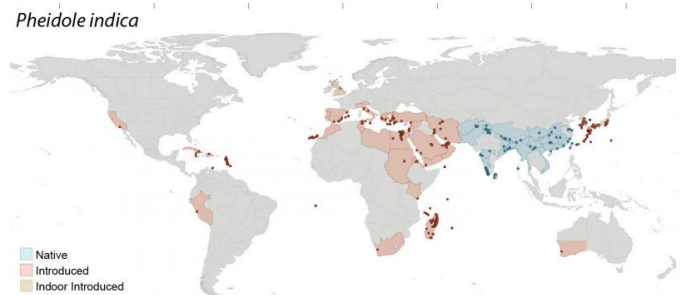 Pheidole indica
Native
Introduced
Indoor Introduced